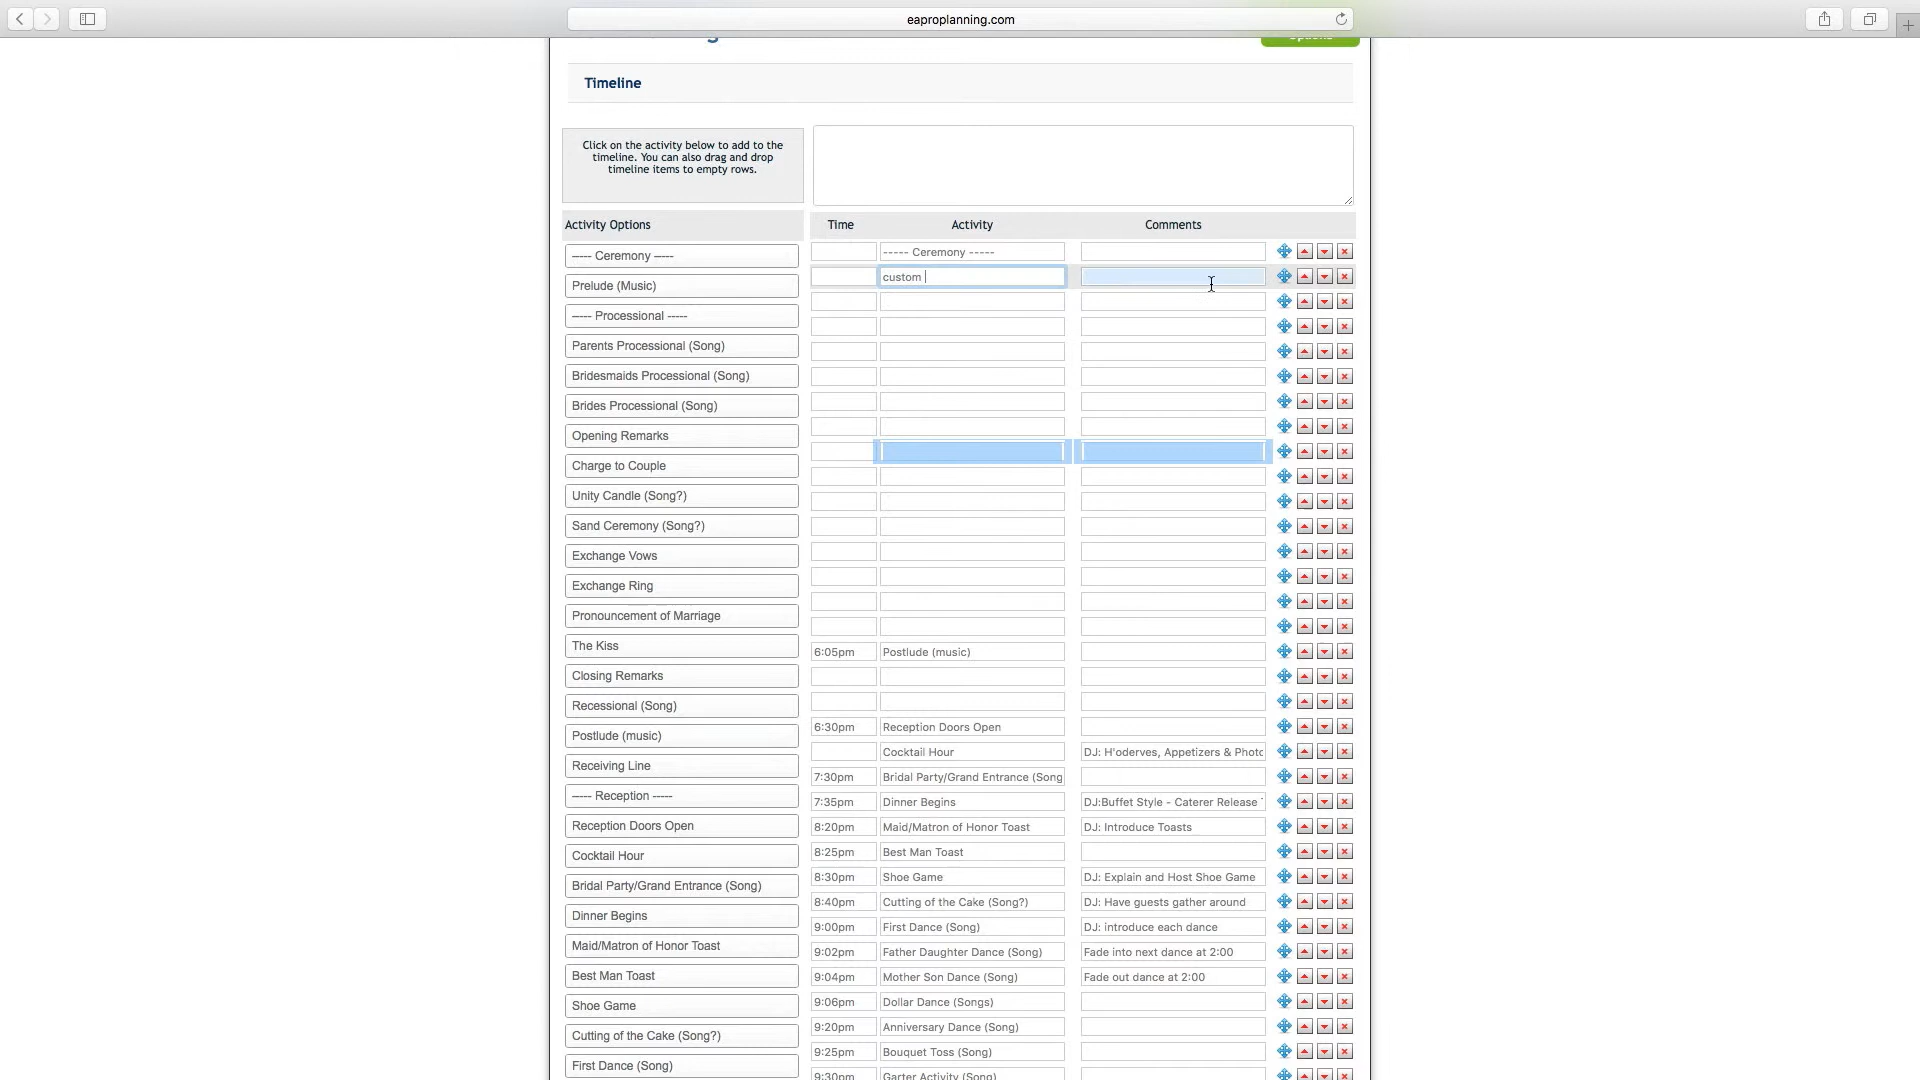 eaproplanning.com
Timeline
Click on the activity below to add to the
timeline. You can also drag and drop
timeline items to empty rows.
Activity Options
Time Activity Comments
----- Ceremony -----
Prelude (Music)
----- Processional -----
Parents Processional (Song)
Bridesmaids Processional (Song)
Brides Processional (Song)
Opening Remarks
Charge to Couple
Unity Candle (Song?)
Sand Ceremony (Song?)
Exchange Vows
Exchange Ring
Pronouncement of Marriage
The Kiss
Closing Remarks
Recessional (Song)
Postlude (music)
Receiving Line
----- Reception -----
Reception Doors Open
Cocktail Hour
Bridal Party/Grand Entrance (Song)
Dinner Begins
Maid/Matron of Honor Toast
Best Man Toast
Shoe Game
Cutting of the Cake (Song?)
First Dance (Song)
----- Ceremony -----
custom
6:05pm Postlude (music)
6:30pm Reception Doors Open
Cocktail Hour DJ: H'oderves, Appetizers & Photo
7:30pm Bridal Party/Grand Entrance (Song
7:35pm Dinner Begins DJ:Buffet Style - Caterer Release
8:20pm Maid/Matron of Honor Toast DJ: Introduce Toasts
8:25pm Best Man Toast
8:30pm Shoe Game DJ: Explain and Host Shoe Game
8:40pm Cutting of the Cake (Song?) DJ: Have guests gather around
9:00pm First Dance (Song) DJ: introduce each dance
9:02pm Father Daughter Dance (Song) Fade into next dance at 2:00
9:04pm Mother Son Dance (Song) Fade out dance at 2:00
9:06pm Dollar Dance (Songs)
9:20pm Anniversary Dance (Song)
9:25pm Bouquet Toss (Song)
9:30pm Garter Activity (Song)